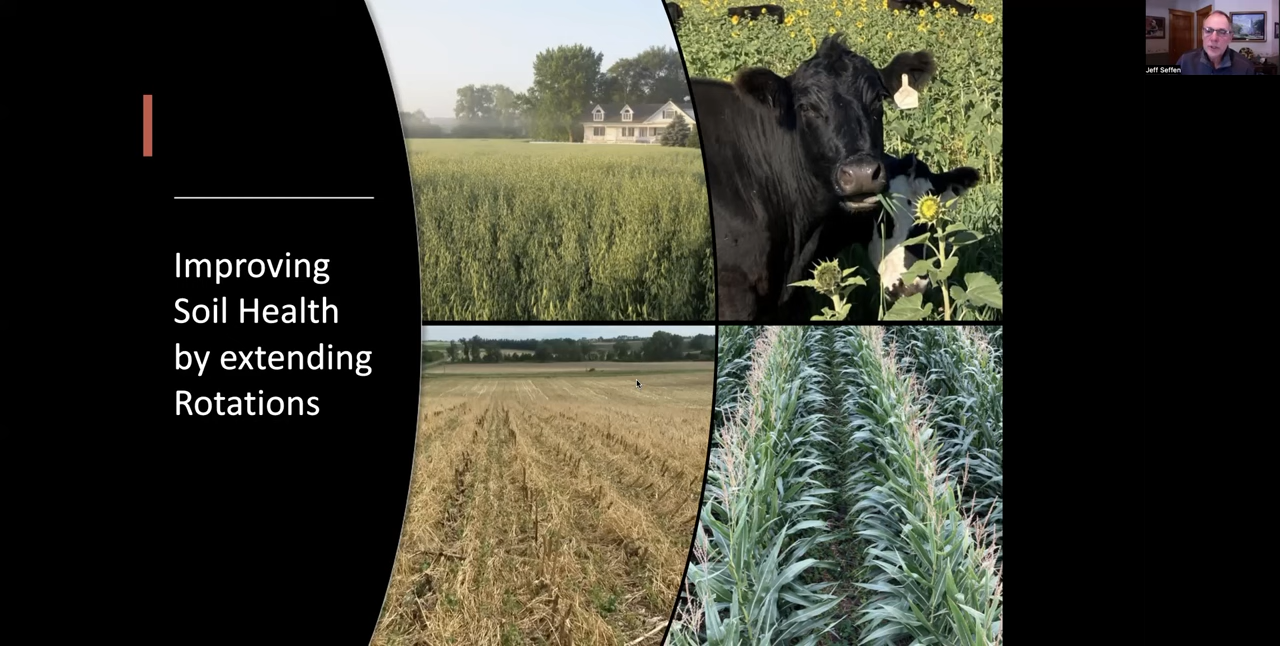 Improving
Soil Health
by extending
Rotations
Jeff Seffen